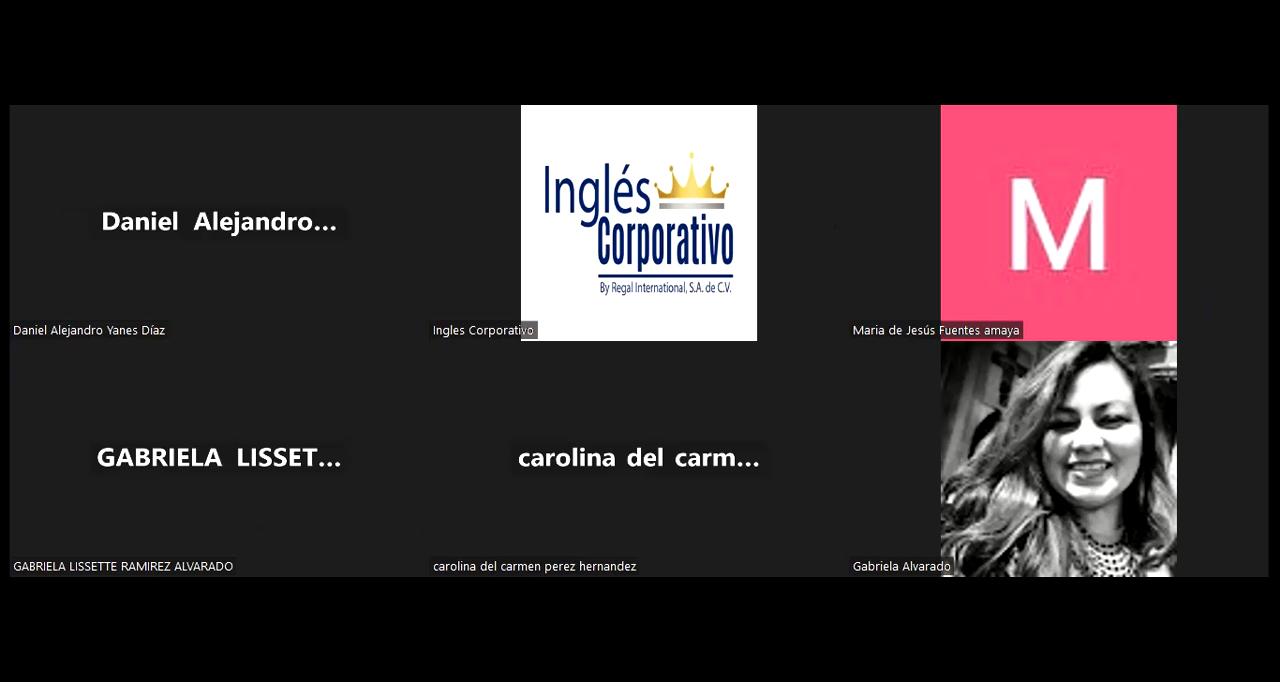 Daniel Alejandro...
Daniel Alejandro Yanes Díaz
Inglés
Corporativo
By Regal International, S.A. de C.V.
Ingles Corporativo
M
Maria de Jesús Fuentes amaya
GABRIELA LISSET...
GABRIELA LISSETTE RAMIREZ ALVARADO
carolina del carm...
carolina del carmen perez hernandez
Gabriela Alvarado